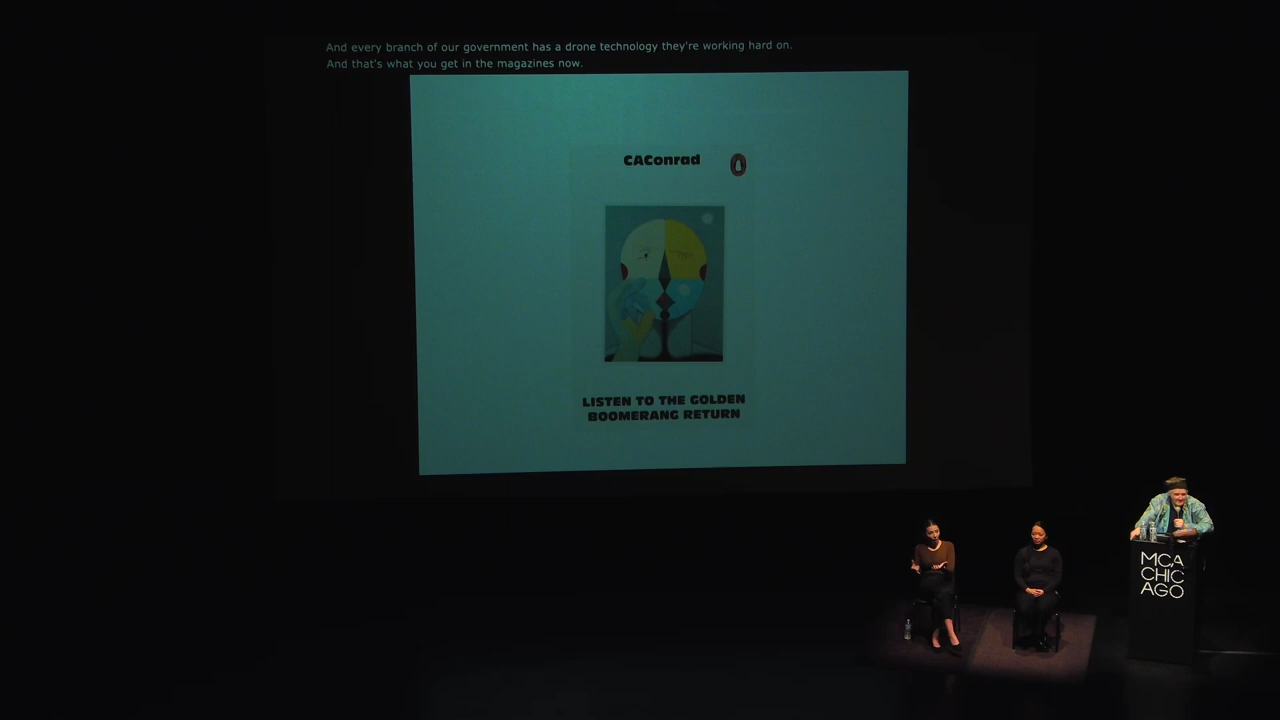 And every branch of our government has a drone technology they're working hard on.
And that's what you get in the magazines now.
CAConrad
LISTEN TO THE GOLDEN
BOOMERANG RETURN
MCA
CHIC
AGO